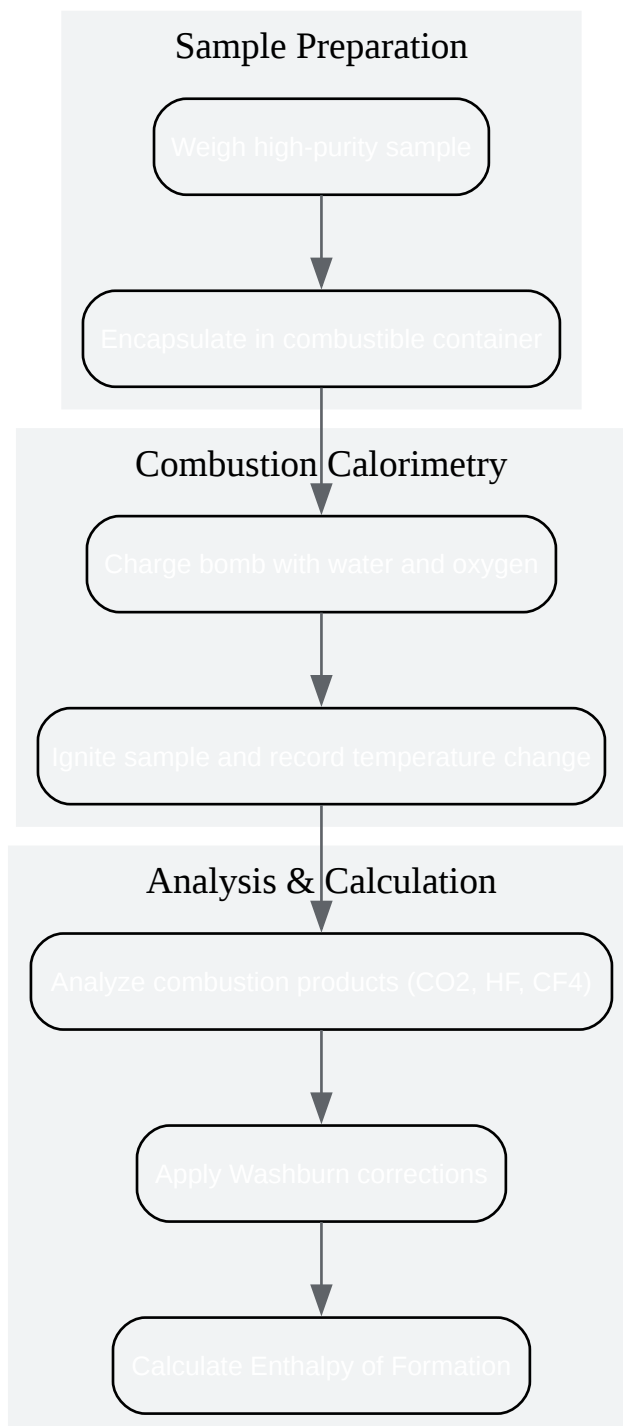 Sample Preparation
Weigh high-purity sample
Encapsulate in combustible container
Combustion Calorimetry
Charge bomb with water and oxygen
Ignite sample and record temperature change
Analysis & Calculation
Analyze combustion products (CO2, HF, CF4)
Apply Washburn corrections
Calculate Enthalpy of Formation